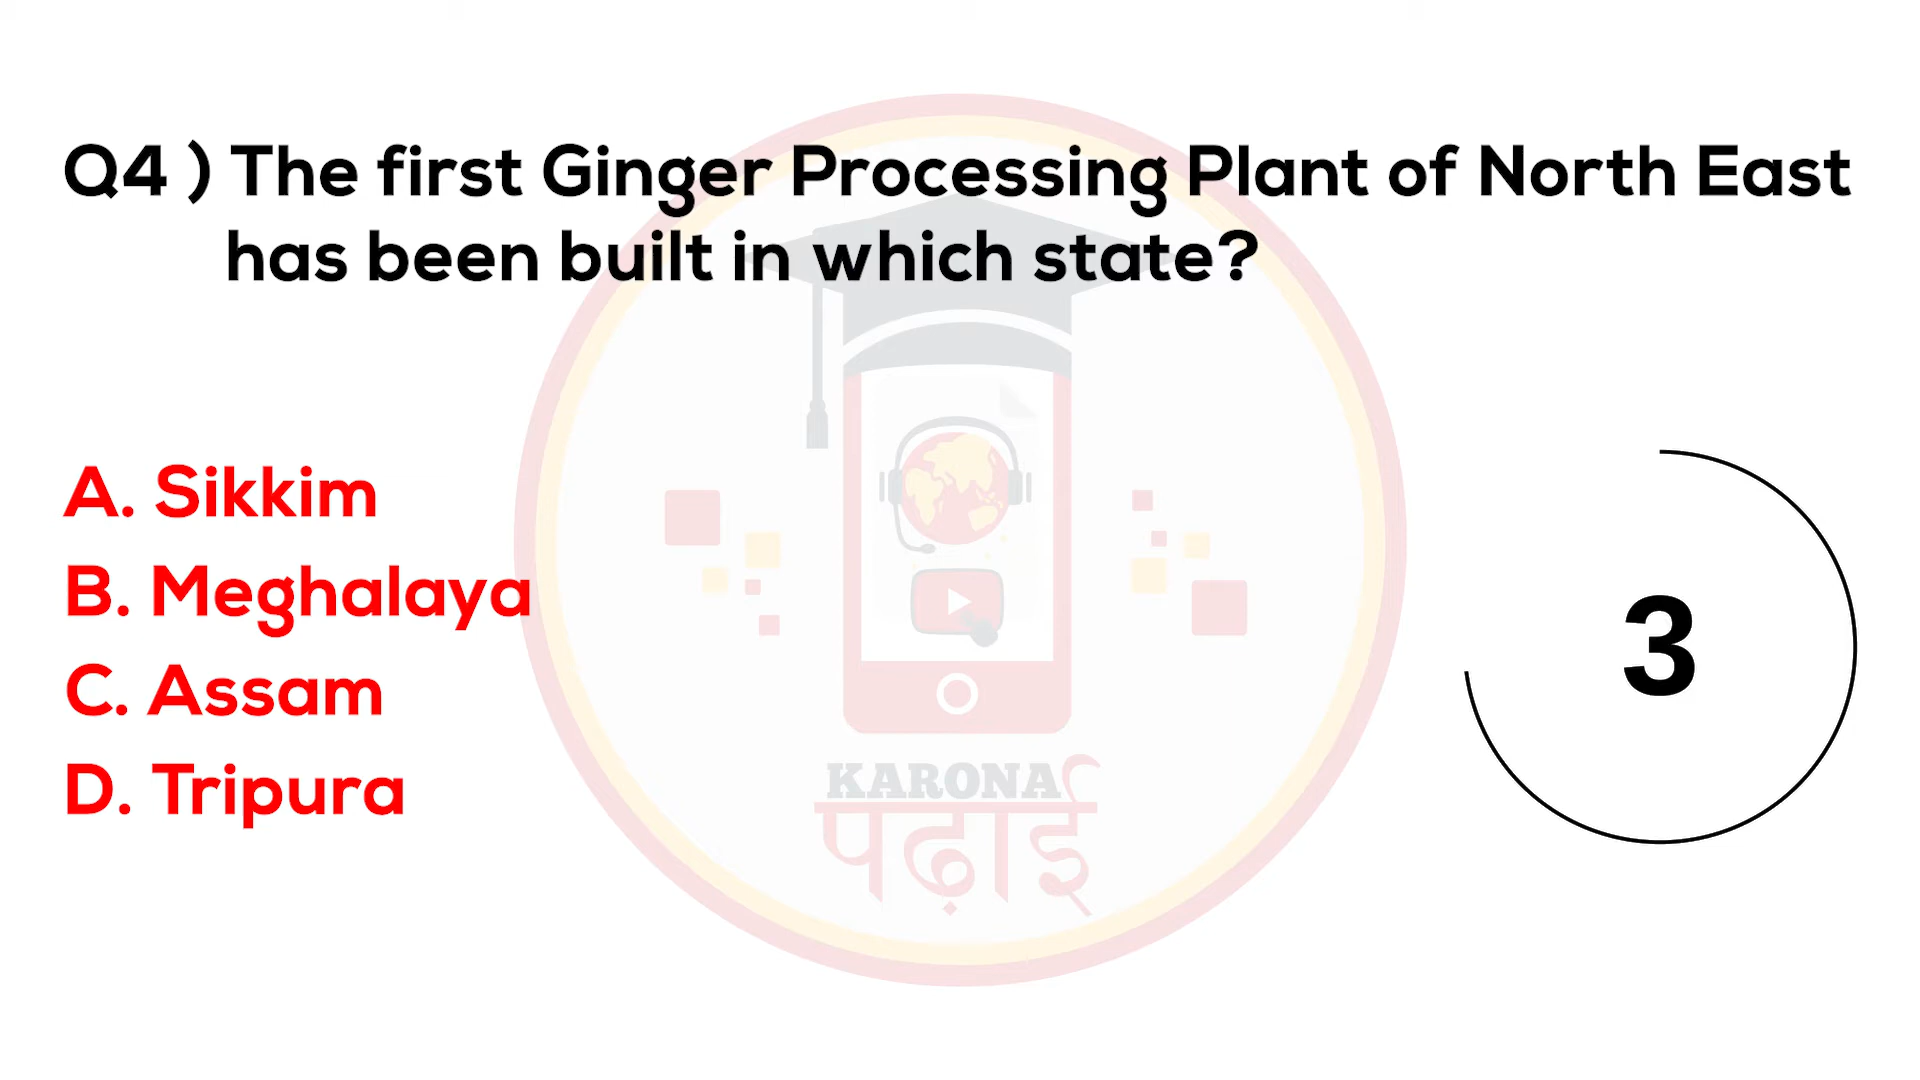 Q4 ) The first Ginger Processing Plant of North East
has been built in which state?
A. Sikkim
B. Meghalaya
C. Assam
D. Tripura
3
KARONA
पढ़ाई